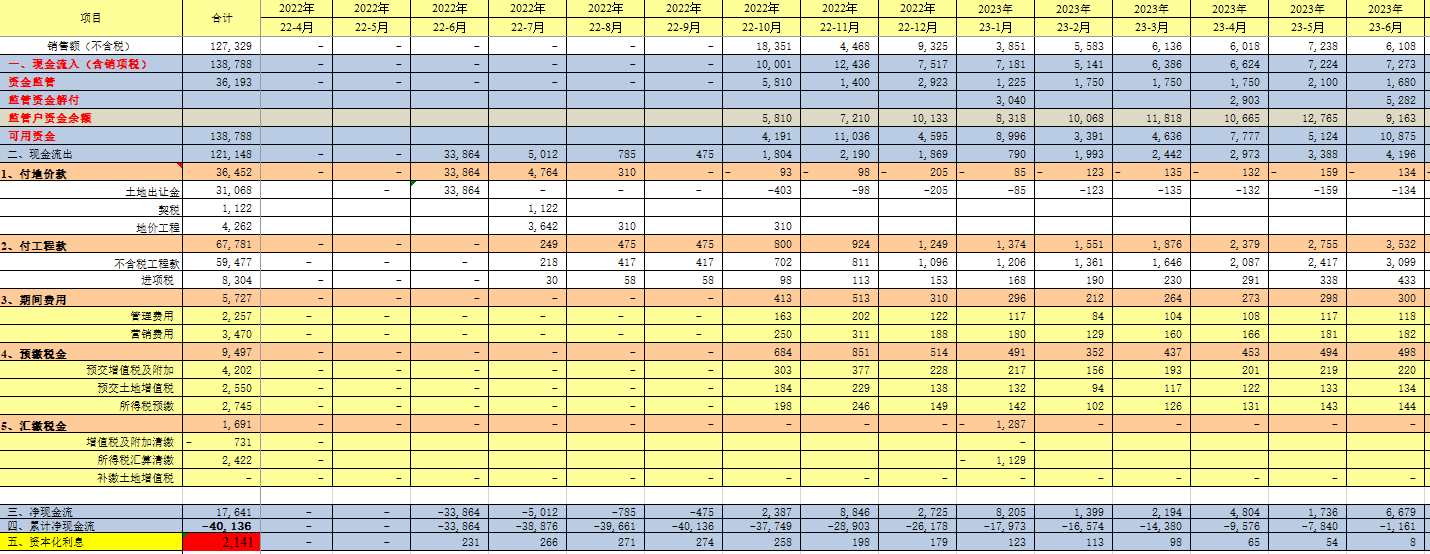 项目 合计 2022年 2022年 2022年 2022年 2022年 2022年 2022年 2022年 2022年 2023年 2023年 2023年 2023年 2023年 2023年
22-4月 22-5月 22-6月 22-7月 22-8月 22-9月 22-10月 22-11月 22-12月 23-1月 23-2月 23-3月 23-4月 23-5月 23-6月
销售额（不含税） 127,329 - - - - - - 18,351 4,468 9,325 3,851 5,583 6,136 6,018 7,238 6,108
一、现金流入（含销项税） 138,788 - - - - - - 10,001 12,436 7,517 7,181 5,141 6,386 6,624 7,224 7,273
资金监管 36,193 - - - - - - 5,810 1,400 2,923 1,225 1,750 1,750 1,750 2,100 1,680
监管资金解付 3,040 2,903 5,282
监管户资金余额 5,810 7,210 10,133 8,318 10,068 11,818 10,665 12,765 9,163
可用资金 138,788 4,191 11,036 4,595 8,996 3,391 4,636 7,777 5,124 10,875
二、现金流出 121,148 - - 33,864 5,012 785 475 1,804 2,190 1,869 790 1,993 2,442 2,973 3,388 4,196
1、付地价款 36,452 - - 33,864 4,764 310 - - 93 - 98 - 205 - 85 - 123 - 135 - 132 - 159 - 134 -
土地出让金 31,068 - 33,864 - - - -403 -98 -205 -85 -123 -135 -132 -159 -134
契税 1,122 1,122
地价工程 4,262 3,642 310 310
2、付工程款 67,781 - - - 249 475 475 800 924 1,249 1,374 1,551 1,876 2,379 2,755 3,532
不含税工程款 59,477 - - - 218 417 417 702 811 1,096 1,206 1,361 1,646 2,087 2,417 3,099
进项税 8,304 - - - 30 58 58 98 113 153 168 190 230 291 338 433
3、期间费用 5,727 - - - - - - 413 513 310 296 212 264 273 298 300
管理费用 2,257 - - - - - - 163 202 122 117 84 104 108 117 118
营销费用 3,470 - - - - - - 250 311 188 180 129 160 166 181 182
4、预缴税金 9,497 - - - - - - 684 851 514 491 352 437 453 494 498
预交增值税及附加 4,202 - - - - - - 303 377 228 217 156 193 201 219 220
预交土地增值税 2,550 - - - - - - 184 229 138 132 94 117 122 133 134
所得税预缴 2,745 - - - - - - 198 246 149 142 102 126 131 143 144
5、汇缴税金 1,691 - - - - - - - - - - 1,287 - - - - -
增值税及附加清缴 - 731 - -
所得税汇算清缴 2,422 - - 1,129
补缴土地增值税 - - - - - - - - - - - - - - - -
三、净现金流 17,641 - - -33,864 -5,012 -785 -475 2,387 8,846 2,725 8,205 1,399 2,194 4,804 1,736 6,679
四、累计净现金流 -40,136 - - -33,864 -38,876 -39,661 -40,136 -37,749 -28,903 -26,178 -17,973 -16,574 -14,380 -9,576 -7,840 -1,161
五、资本化利息 2,141 - - 231 266 271 274 258 198 179 123 113 98 65 54 8